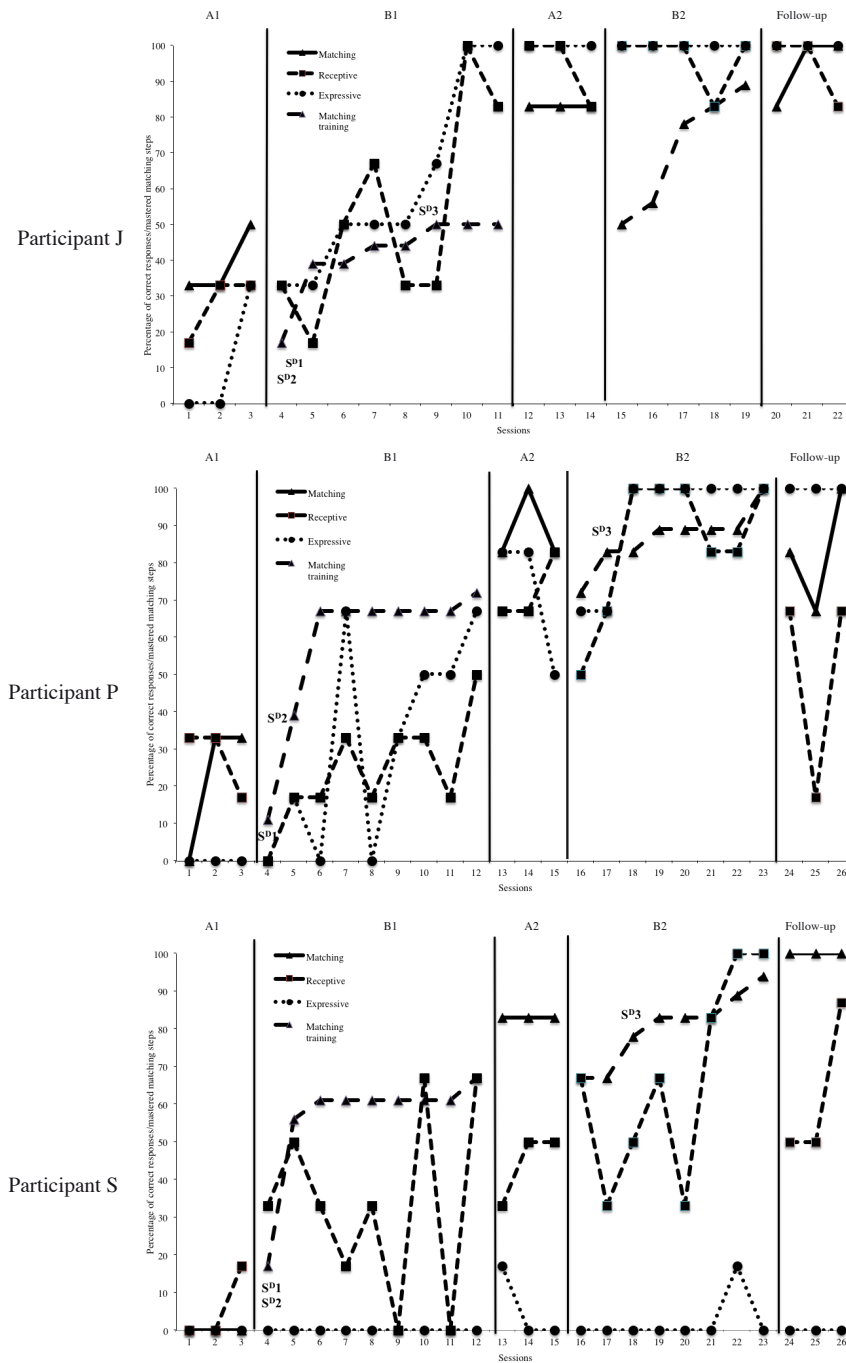 A1 B1 A2 B2 Follow-up
Participant J
Percentage of correct responses/mastered matching steps
100
90
80
70
60
50
40
30
20
10
0
Matching
Receptive
Expressive
Matching
training
SD3
SD1
SD2
1 2 3 4 5 6 7 8 9 10 11 12 13 14 15 16 17 18 19 20 21 22
Sessions
A1 B1 A2 B2 Follow-up
Participant P
Percentage of correct responses/mastered matching steps
100
90
80
70
60
50
40
30
20
10
0
Matching
Receptive
Expressive
Matching
training
SD3
SD2
SD1
1 2 3 4 5 6 7 8 9 10 11 12 13 14 15 16 17 18 19 20 21 22 23 24 25 26
Sessions
A1 B1 A2 B2 Follow-up
Participant S
Percentage of correct responses/mastered matching steps
100
90
80
70
60
50
40
30
20
10
0
Matching
Receptive
Expressive
Matching
training
SD3
SD1
SD2
1 2 3 4 5 6 7 8 9 10 11 12 13 14 15 16 17 18 19 20 21 22 23 24 25 26
Sessions